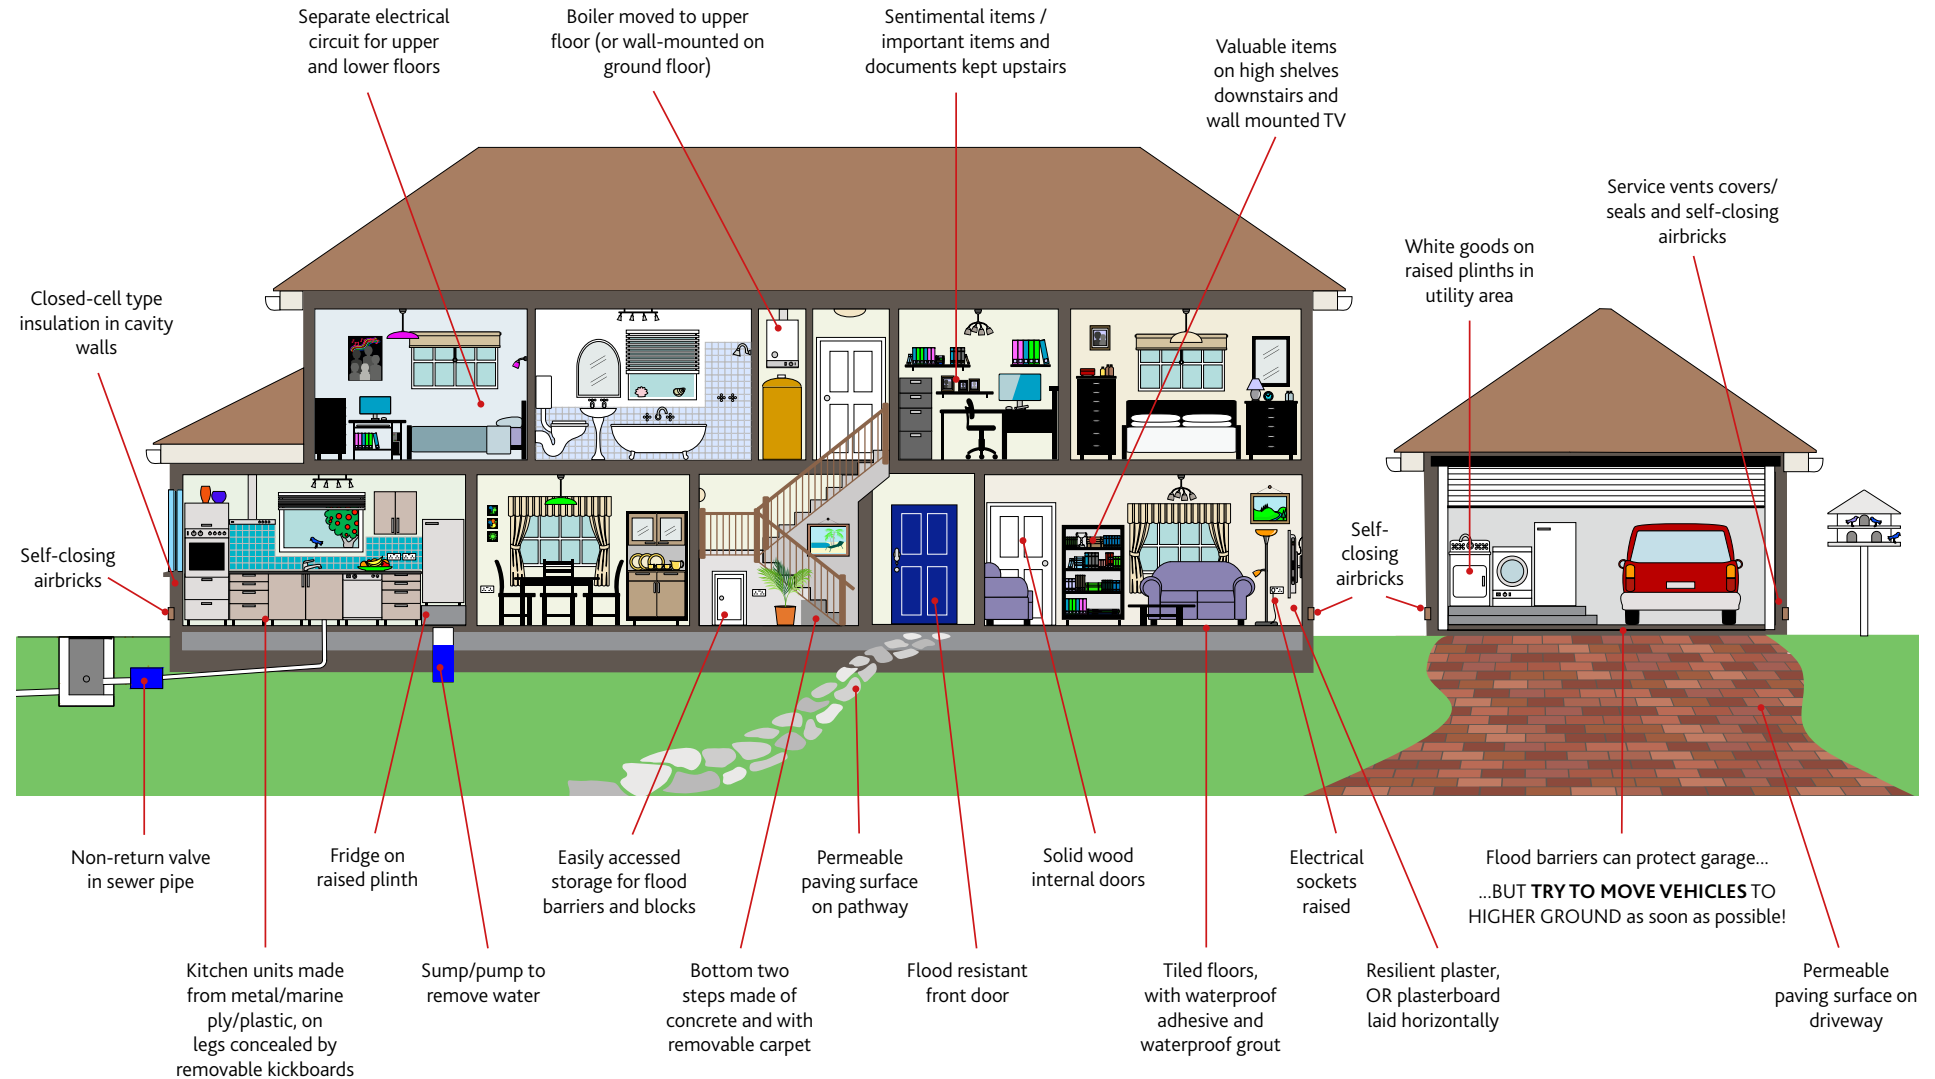 Separate electrical
circuit for upper
and lower floors
Boiler moved to upper
floor (or wall-mounted on
ground floor)
Sentimental items /
important items and
documents kept upstairs
Valuable items
on high shelves
downstairs and
wall mounted TV
Service vents covers/
seals and self-closing
airbricks
White goods on
raised plinths in
utility area
Closed-cell type
insulation in cavity
walls
Self-closing
airbricks
Self-
closing
airbricks
Non-return valve
in sewer pipe
Fridge on
raised plinth
Easily accessed
storage for flood
barriers and blocks
Permeable
paving surface
on pathway
Solid wood
internal doors
Electrical
sockets
raised
Flood barriers can protect garage...
...BUT TRY TO MOVE VEHICLES TO
HIGHER GROUND as soon as possible!
Kitchen units made
from metal/marine
ply/plastic, on
legs concealed by
removable kickboards
Sump/pump to
remove water
Bottom two
steps made of
concrete and with
removable carpet
Flood resistant
front door
Tiled floors,
with waterproof
adhesive and
waterproof grout
Resilient plaster,
OR plasterboard
laid horizontally
Permeable
paving surface on
driveway